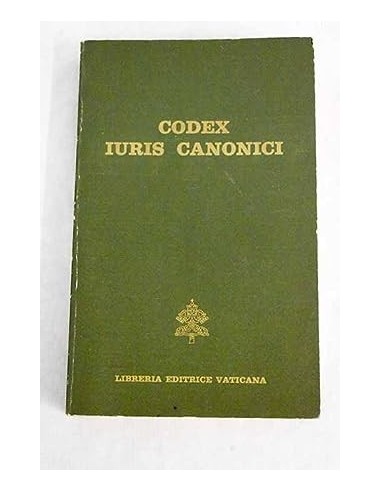 CODEX
IURIS CANONICI
LIBRERIA EDITRICE VATICANA